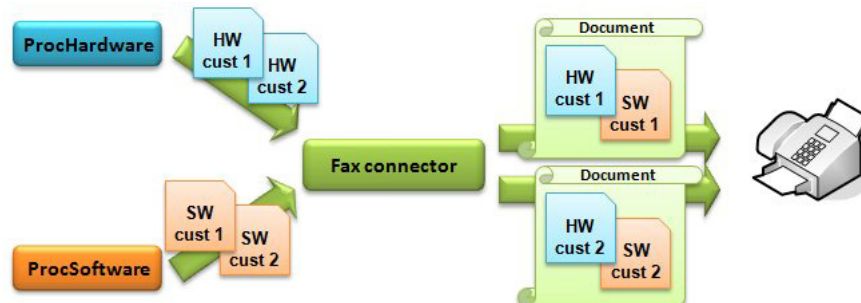 ProcHardware
HW
cust 1
HW
cust 2
ProcSoftware
SW
cust 1
SW
cust 2
Fax connector
Document
HW
cust 1
SW
cust 1
Document
HW
cust 2
SW
cust 2